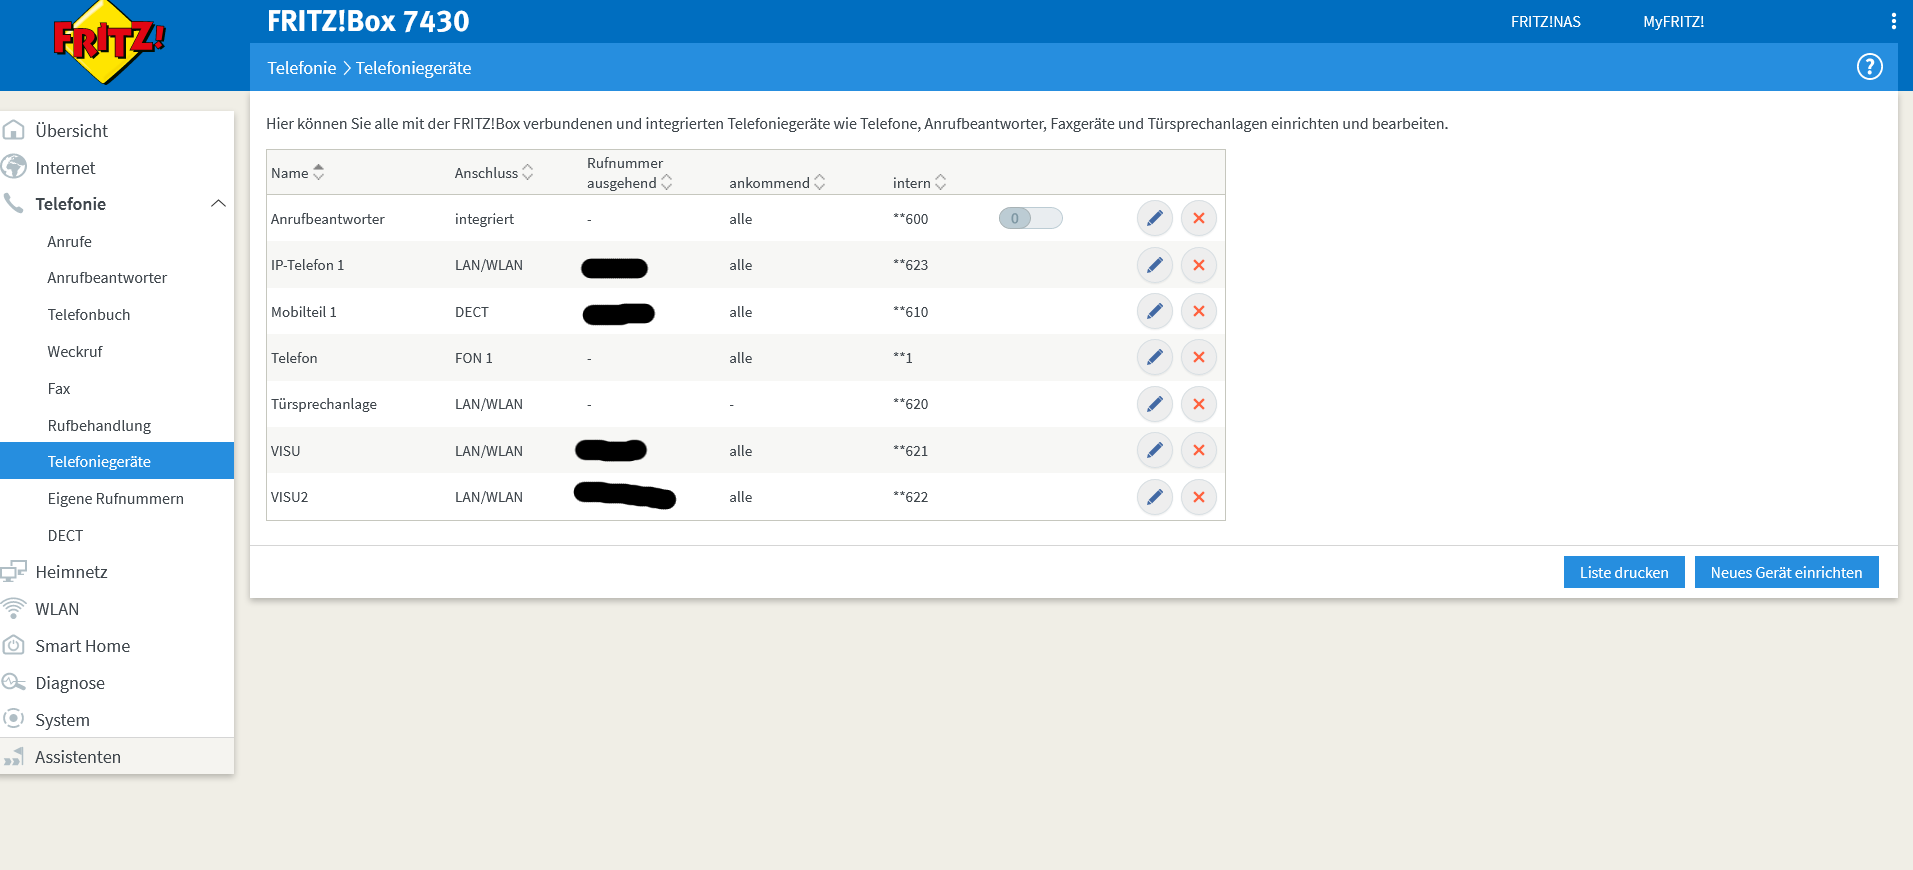 FRITZ!
FRITZ!Box 7430
FRITZ!NAS MyFRITZ!
Telefonie > Telefoniegeräte ?
Übersicht
Internet
Telefonie
Anrufe
Anrufbeantworter
Telefonbuch
Weckruf
Fax
Rufbehandlung
Telefoniegeräte
Eigene Rufnummern
DECT
Heimnetz
WLAN
Smart Home
Diagnose
System
Assistenten
Hier können Sie alle mit der FRITZ!Box verbundenen und integrierten Telefoniegeräte wie Telefone, Anrufbeantworter, Faxgeräte und Türsprechanlagen einrichten und bearbeiten.
Name Anschluss Rufnummer ausgehend ankommend intern
Anrufbeantworter integriert - alle **600 0
IP-Telefon 1 LAN/WLAN alle **623
Mobilteil 1 DECT alle **610
Telefon FON 1 - alle **1
Türsprechanlage LAN/WLAN - - **620
VISU LAN/WLAN alle **621
VISU2 LAN/WLAN alle **622
Liste drucken Neues Gerät einrichten